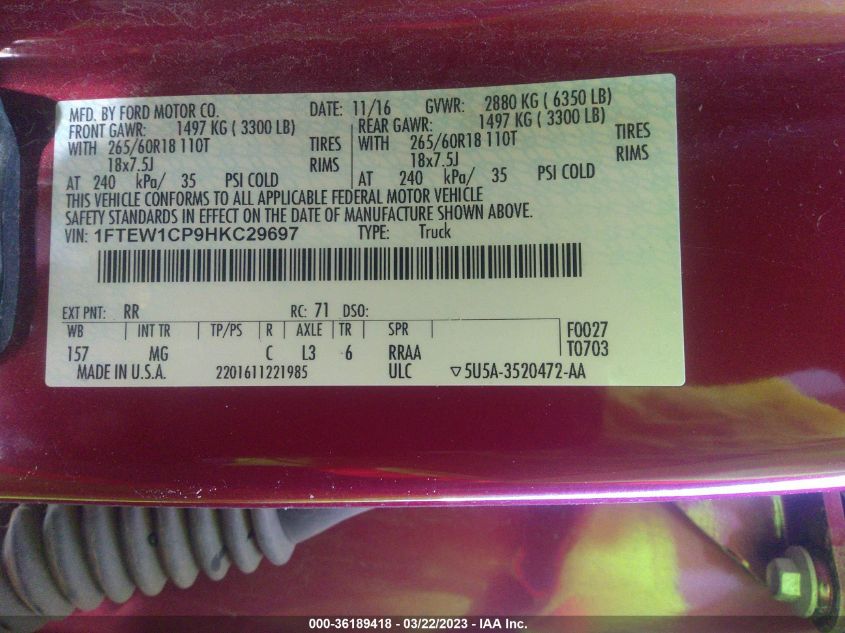 MFD. BY FORD MOTOR CO. DATE: 11/16 GVWR: 2880 KG ( 6350 LB)
FRONT GAWR: 1497 KG ( 3300 LB) REAR GAWR: 1497 KG ( 3300 LB)
WITH 265/60R18 110T TIRES WITH 265/60R18 110T TIRES
18x7.5J RIMS 18x7.5J RIMS
AT 240 kPa/ 35 PSI COLD AT 240 kPa/ 35 PSI COLD
THIS VEHICLE CONFORMS TO ALL APPLICABLE FEDERAL MOTOR VEHICLE
SAFETY STANDARDS IN EFFECT ON THE DATE OF MANUFACTURE SHOWN ABOVE.
VIN: 1FTEW1CP9HKC29697 TYPE: Truck
EXT PNT: RR RC: 71 DSO:
WB INT TR TP/PS R AXLE TR SPR F0027
157 MG C L3 6 RRAA T0703
MADE IN U.S.A. 2201611221985 ULC ▽5U5A-3520472-AA
000-36189418 - 03/22/2023 - IAA Inc.